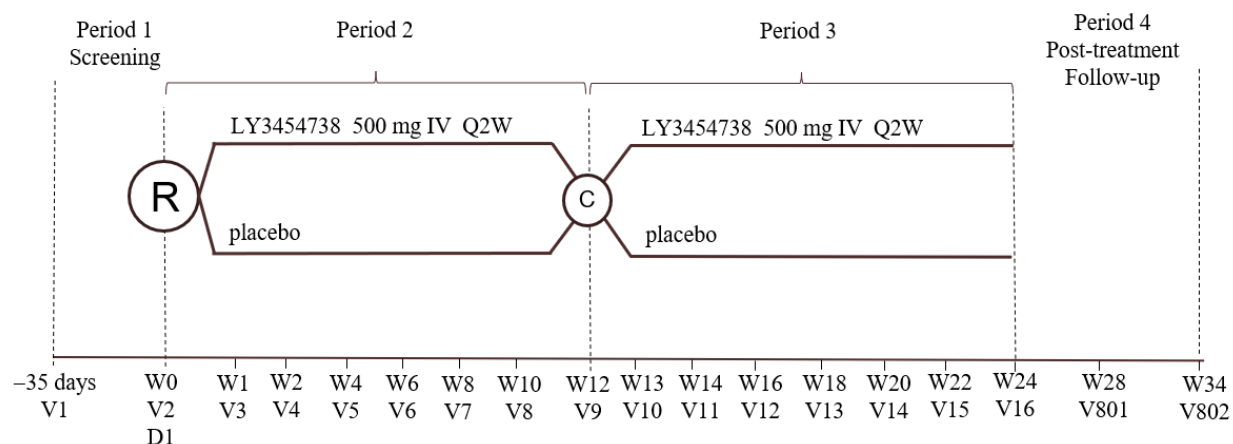 Period 1
Screening
Period 2
Period 3
Period 4
Post-treatment
Follow-up
LY3454738 500 mg IV Q2W
LY3454738 500 mg IV Q2W
R
C
placebo
placebo
–35 days W0 W1 W2 W4 W6 W8 W10 W12 W13 W14 W16 W18 W20 W22 W24 W28 W34
V1 V2 V3 V4 V5 V6 V7 V8 V9 V10 V11 V12 V13 V14 V15 V16 V801 V802
D1